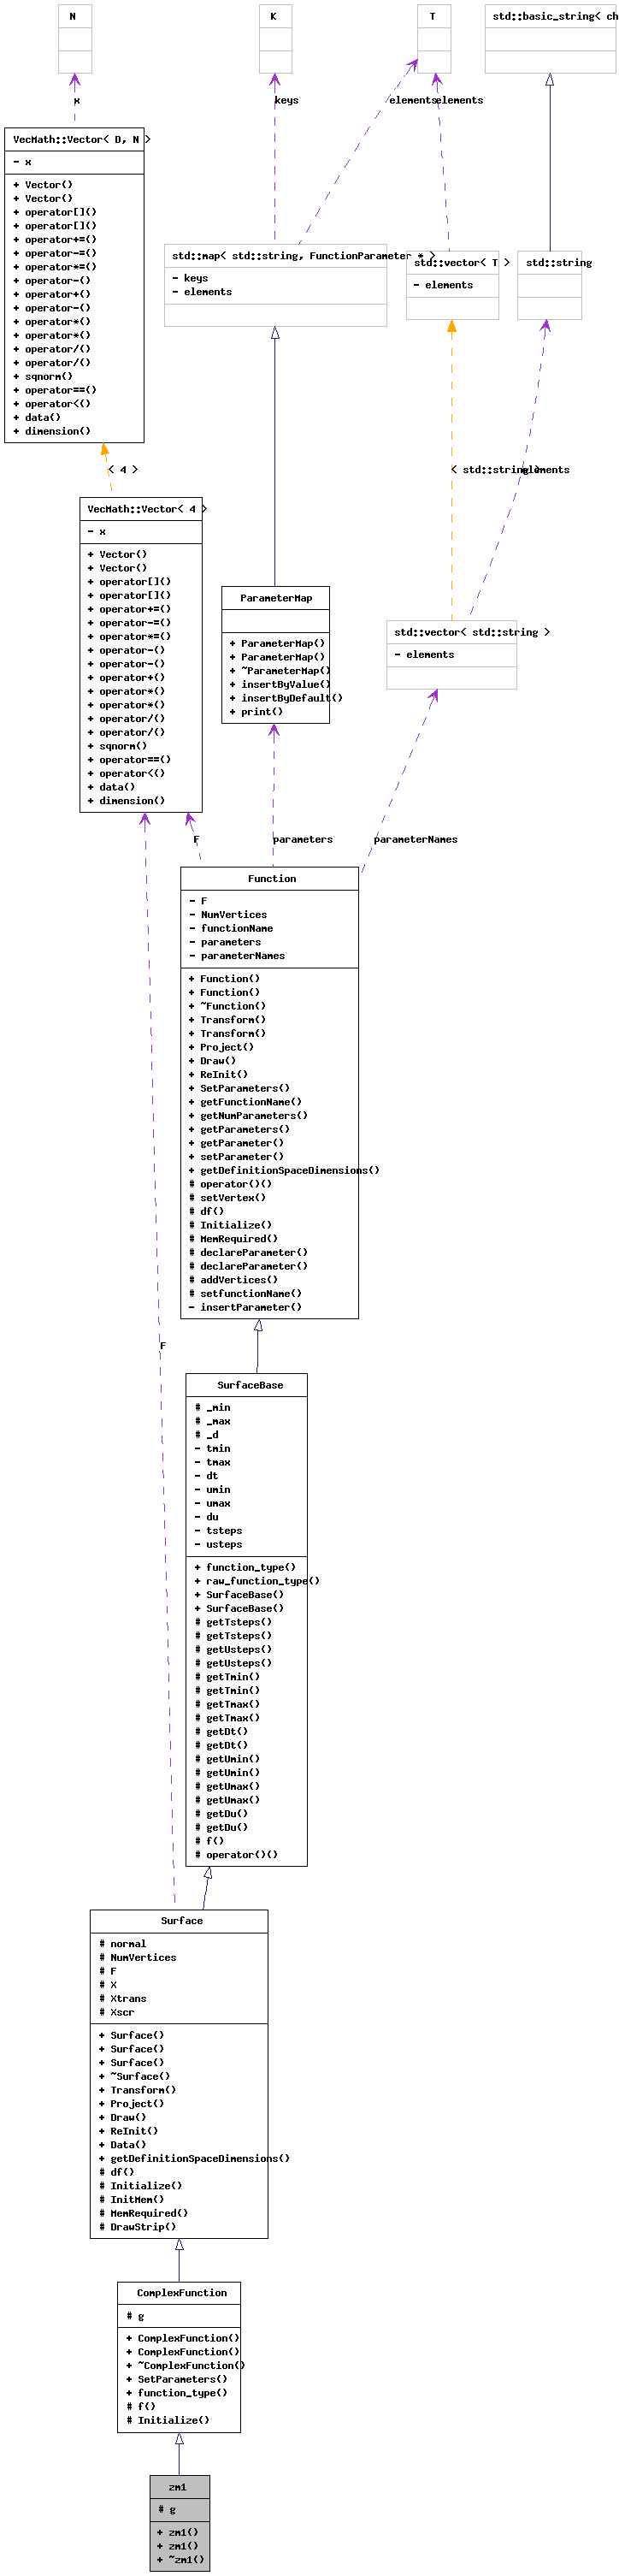 N
K
T
std::basic_string< ch
x
keys
elements
elements
VecMath::Vector< D, N >
- x
+ Vector()
+ Vector()
+ operator[]()
+ operator[]()
+ operator+=()
+ operator-=()
+ operator*=()
+ operator-()
+ operator+()
+ operator-()
+ operator*()
+ operator*()
+ operator/()
+ operator/()
+ sqnorm()
+ operator==()
+ operator<()
+ data()
+ dimension()
std::map< std::string, FunctionParameter * >
- keys
- elements
std::vector< T >
- elements
std::string
< 4 >
< std::string >
elements
VecMath::Vector< 4 >
- x
+ Vector()
+ Vector()
+ operator[]()
+ operator[]()
+ operator+=()
+ operator-=()
+ operator*=()
+ operator-()
+ operator-()
+ operator+()
+ operator*()
+ operator*()
+ operator/()
+ operator/()
+ sqnorm()
+ operator==()
+ operator<()
+ data()
+ dimension()
ParameterMap
+ ParameterMap()
+ ParameterMap()
+ ~ParameterMap()
+ insertByValue()
+ insertByDefault()
+ print()
std::vector< std::string >
- elements
F
parameters
parameterNames
Function
- F
- NumVertices
- functionName
- parameters
- parameterNames
+ Function()
+ Function()
+ ~Function()
+ Transform()
+ Transform()
+ Project()
+ Draw()
+ ReInit()
+ SetParameters()
+ getFunctionName()
+ getNumParameters()
+ getParameters()
+ getParameter()
+ setParameter()
+ getDefinitionSpaceDimensions()
# operator()()
# setVertex()
# df()
# Initialize()
# MemRequired()
# declareParameter()
# declareParameter()
# addVertices()
# setfunctionName()
- insertParameter()
F
SurfaceBase
# _min
# _max
# _d
- tmin
- tmax
- dt
- umin
- umax
- du
- tsteps
- usteps
+ function_type()
+ raw_function_type()
+ SurfaceBase()
+ SurfaceBase()
# getTsteps()
# getTsteps()
# getUsteps()
# getUsteps()
# getTmin()
# getTmin()
# getTmax()
# getTmax()
# getDt()
# getDt()
# getUmin()
# getUmin()
# getUmax()
# getUmax()
# getDu()
# getDu()
# f()
# operator()()
Surface
# normal
# NumVertices
# F
# X
# Xtrans
# Xscr
+ Surface()
+ Surface()
+ Surface()
+ ~Surface()
+ Transform()
+ Project()
+ Draw()
+ ReInit()
+ Data()
+ getDefinitionSpaceDimensions()
# df()
# Initialize()
# InitMem()
# MemRequired()
# DrawStrip()
ComplexFunction
# g
+ ComplexFunction()
+ ComplexFunction()
+ ~ComplexFunction()
+ SetParameters()
+ function_type()
# f()
# Initialize()
zm1
# g
+ zm1()
+ zm1()
+ ~zm1()